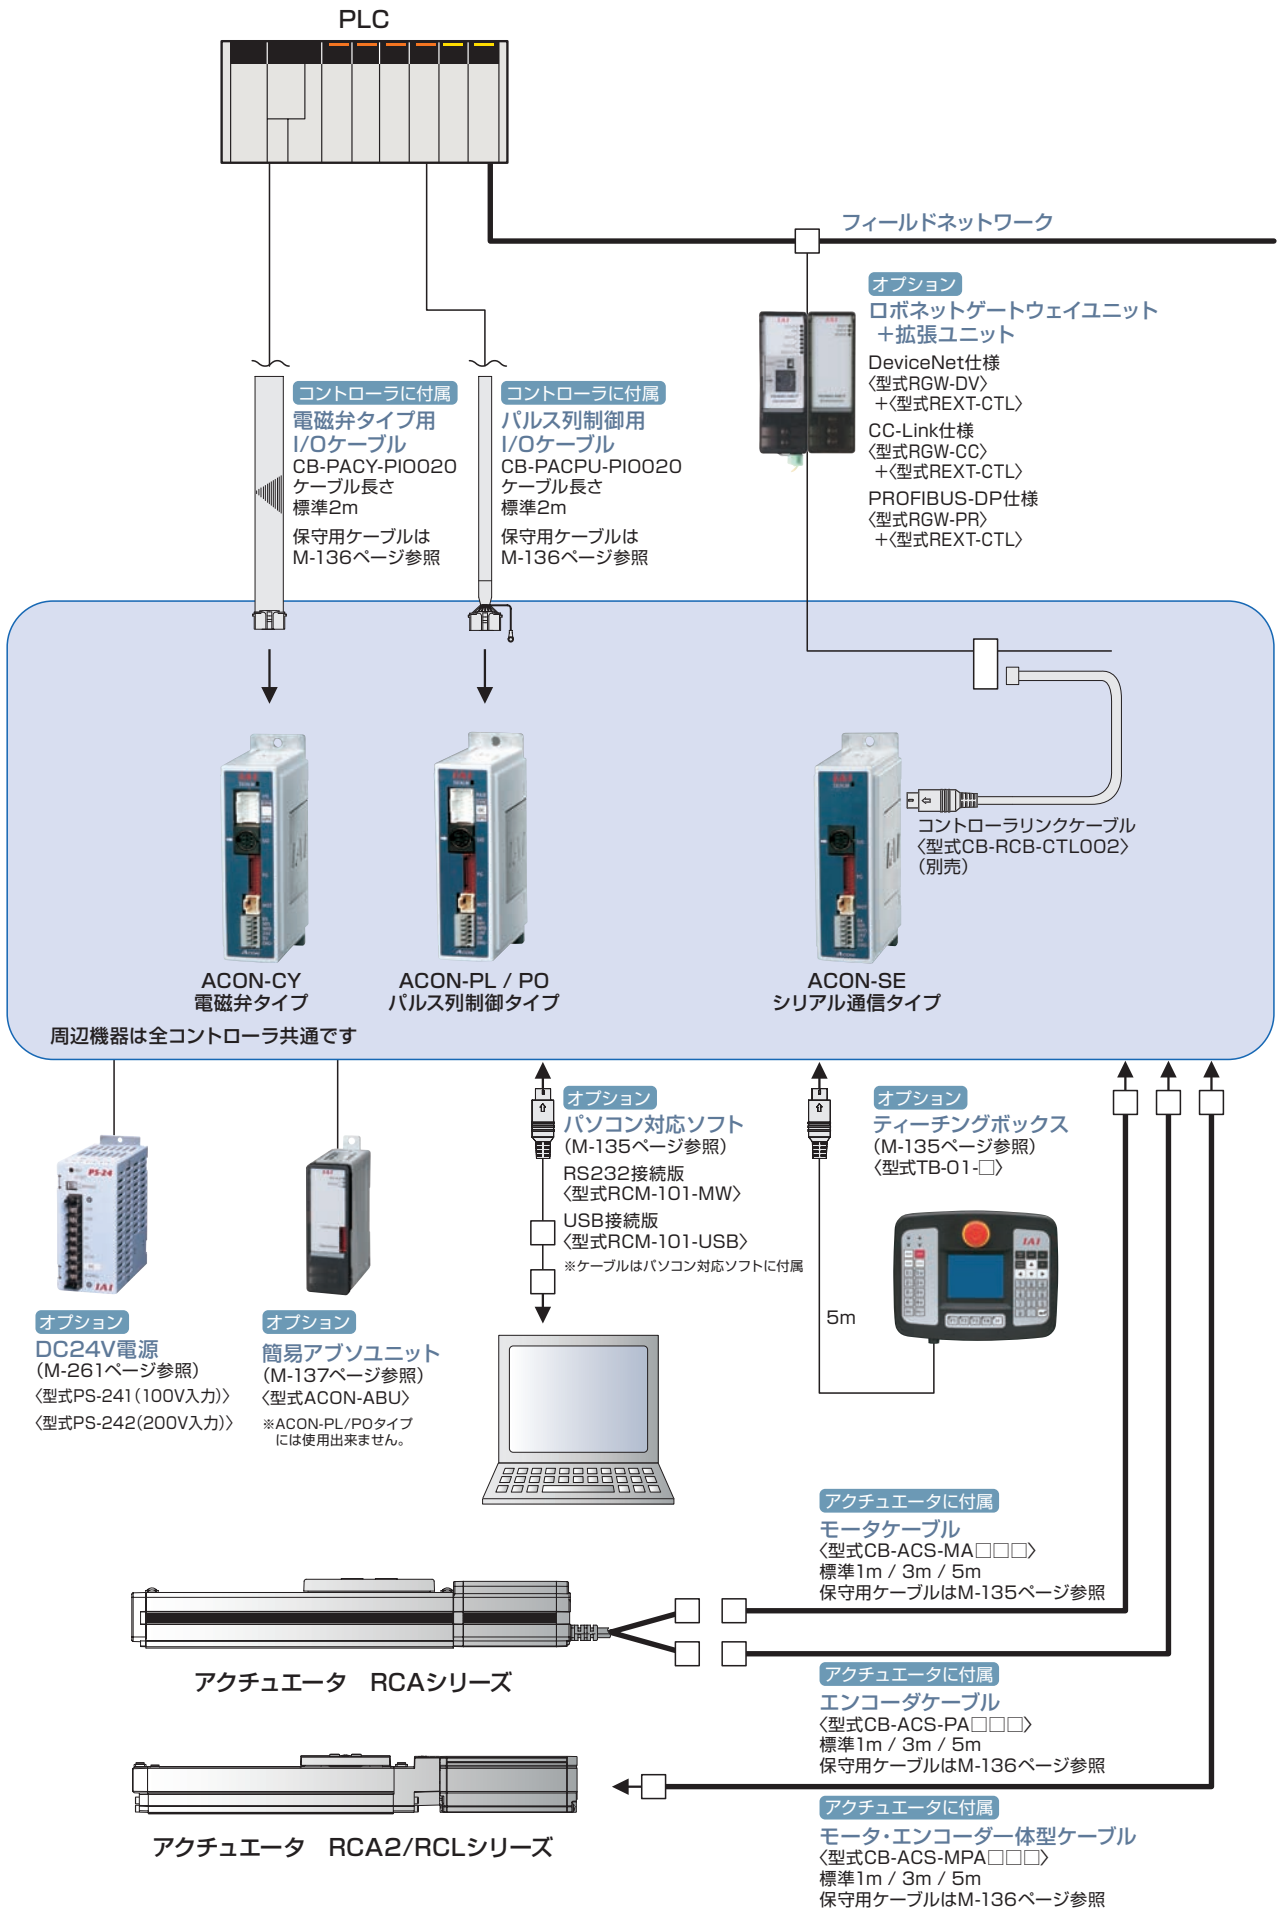 PLC
フィールドネットワーク
オプション
ロボネットゲートウェイユニット
+拡張ユニット
DeviceNet仕様
〈型式RGW-DV〉
+〈型式REXT-CTL〉
CC-Link仕様
〈型式RGW-CC〉
+〈型式REXT-CTL〉
PROFIBUS-DP仕様
〈型式RGW-PR〉
+〈型式REXT-CTL〉
コントローラに付属
電磁弁タイプ用
I/Oケーブル
CB-PACY-PIO020
ケーブル長さ
標準2m
保守用ケーブルは
M-136ページ参照
コントローラに付属
パルス列制御用
I/Oケーブル
CB-PACPU-PIO020
ケーブル長さ
標準2m
保守用ケーブルは
M-136ページ参照
コントローラリンクケーブル
〈型式CB-RCB-CTL002〉
（別売）
ACON-CY
電磁弁タイプ
ACON-PL / PO
パルス列制御タイプ
ACON-SE
シリアル通信タイプ
周辺機器は全コントローラ共通です
PS-24
IAI
オプション
DC24V電源
（M-261ページ参照）
〈型式PS-241（100V入力）〉
〈型式PS-242（200V入力）〉
オプション
簡易アブソユニット
（M-137ページ参照）
〈型式ACON-ABU〉
※ACON-PL/POタイプ
には使用出来ません。
オプション
パソコン対応ソフト
（M-135ページ参照）
RS232接続版
〈型式RCM-101-MW〉
USB接続版
〈型式RCM-101-USB〉
※ケーブルはパソコン対応ソフトに付属
オプション
ティーチングボックス
（M-135ページ参照）
〈型式TB-01-□〉
IAI
5m
アクチュエータに付属
モータケーブル
〈型式CB-ACS-MA□□□〉
標準1m / 3m / 5m
保守用ケーブルはM-135ページ参照
アクチュエータ RCAシリーズ
アクチュエータに付属
エンコーダケーブル
〈型式CB-ACS-PA□□□〉
標準1m / 3m / 5m
保守用ケーブルはM-136ページ参照
アクチュエータ RCA2/RCLシリーズ
アクチュエータに付属
モータ・エンコーダ一体型ケーブル
〈型式CB-ACS-MPA□□□〉
標準1m / 3m / 5m
保守用ケーブルはM-136ページ参照